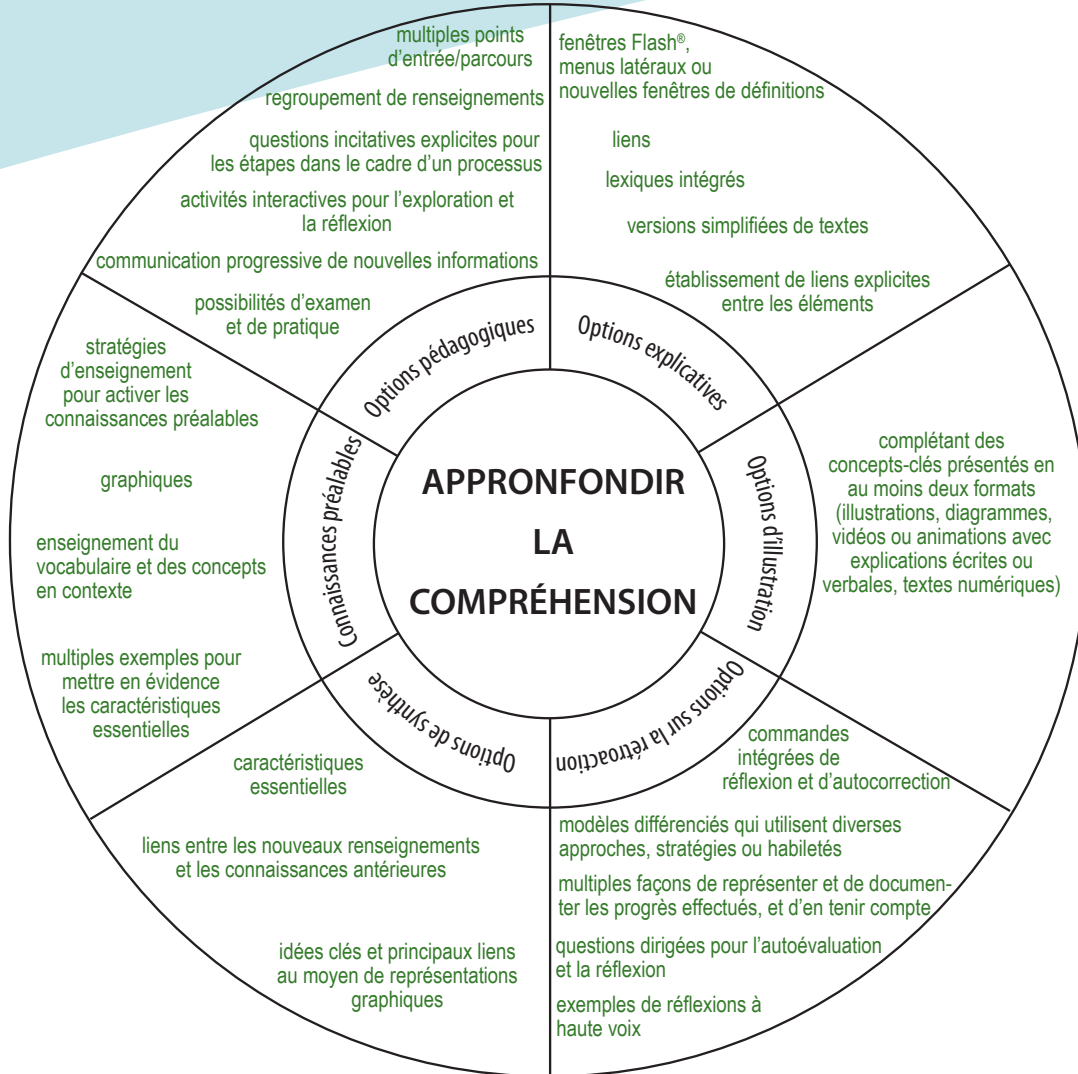 multiples points
d'entrée/parcours
regroupement de renseignements
questions incitatives explicites pour
les étapes dans le cadre d'un processus
activités interactives pour l'exploration et
la réflexion
communication progressive de nouvelles informations
possibilités d'examen
et de pratique
Options pédagogiques
fenêtres Flash®,
menus latéraux ou
nouvelles fenêtres de définitions
liens
lexiques intégrés
versions simplifiées de textes
établissement de liens explicites
entre les éléments
Options explicatives
complétant des
concepts-clés présentés en
au moins deux formats
(illustrations, diagrammes,
vidéos ou animations avec
explications écrites ou
verbales, textes numériques)
Options d'illustration
APPRONFONDIR
LA
COMPRÉHENSION
stratégies
d'enseignement
pour activer les
connaissances préalables
graphiques
enseignement du
vocabulaire et des concepts
en contexte
multiples exemples pour
mettre en évidence
les caractéristiques
essentielles
Connaissances préalables
Options de synthèse
caractéristiques
essentielles
liens entre les nouveaux renseignements
et les connaissances antérieures
idées clés et principaux liens
au moyen de représentations
graphiques
Options sur la rétroaction
commandes
intégrées de
réflexion et d'autocorrection
modèles différenciés qui utilisent diverses
approches, stratégies ou habiletés
multiples façons de représenter et de documen-
ter les progrès effectués, et d'en tenir compte
questions dirigées pour l'autoévaluation
et la réflexion
exemples de réflexions à
haute voix